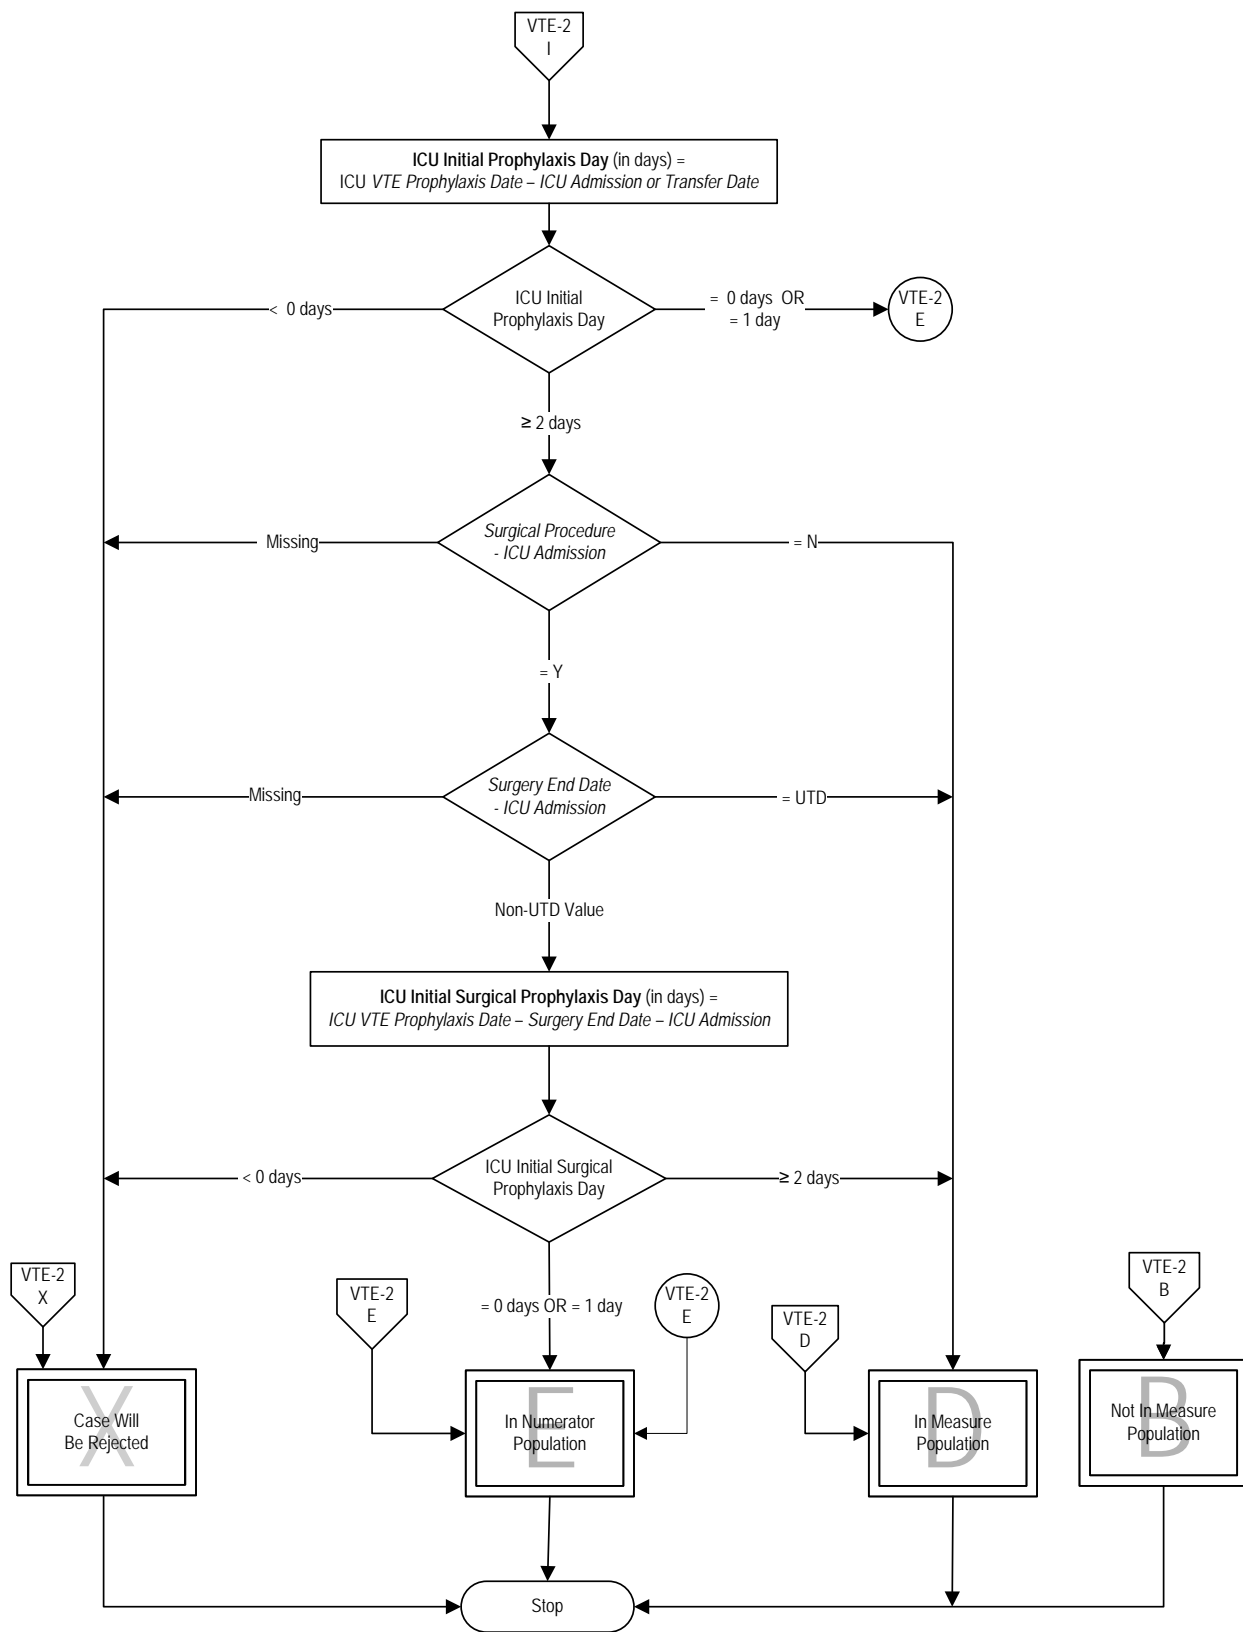 VTE-2
I
ICU Initial Prophylaxis Day (in days) =
ICU VTE Prophylaxis Date – ICU Admission or Transfer Date
ICU Initial
Prophylaxis Day
< 0 days
= 0 days OR
= 1 day
VTE-2
E
≥ 2 days
Surgical Procedure
- ICU Admission
Missing
= N
= Y
Surgery End Date
- ICU Admission
Missing
= UTD
Non-UTD Value
ICU Initial Surgical Prophylaxis Day (in days) =
ICU VTE Prophylaxis Date – Surgery End Date – ICU Admission
ICU Initial Surgical
Prophylaxis Day
< 0 days
≥ 2 days
= 0 days OR = 1 day
VTE-2
X
VTE-2
E
VTE-2
E
VTE-2
D
VTE-2
B
X
Case Will
Be Rejected
E
In Numerator
Population
D
In Measure
Population
B
Not In Measure
Population
Stop